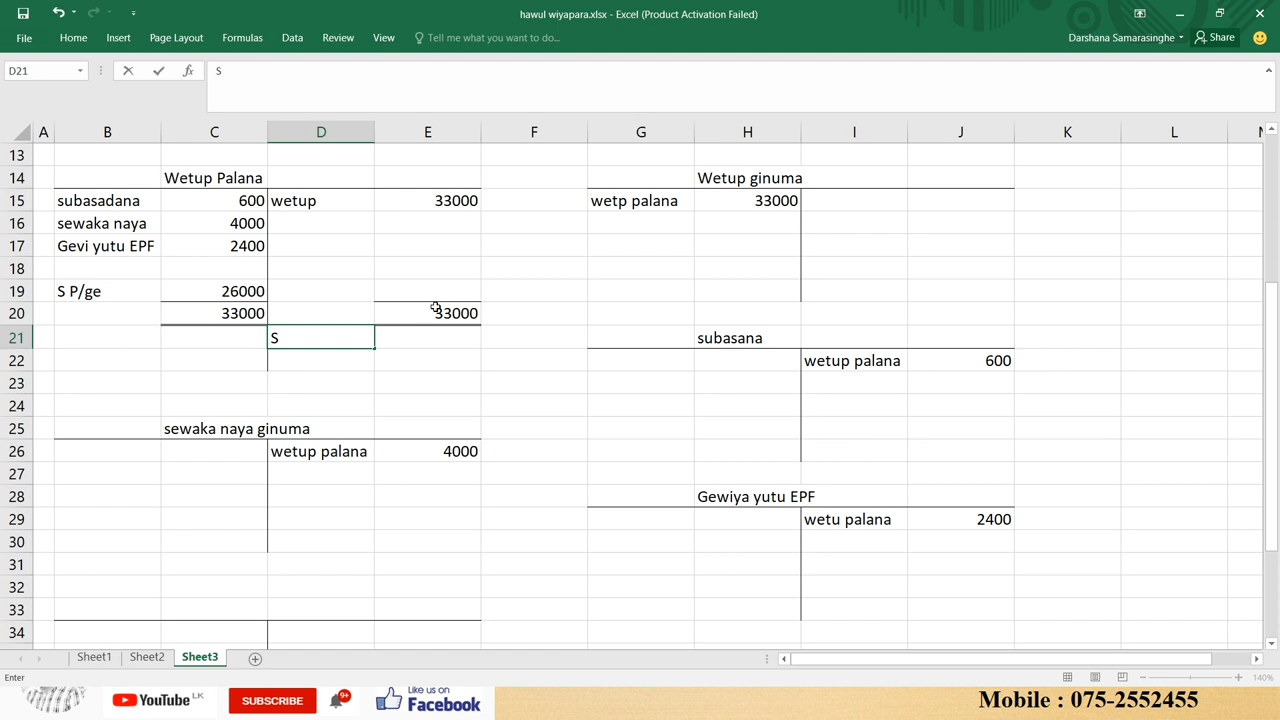 hawul wiyapara.xlsx - Excel (Product Activation Failed)
File Home Insert Page Layout Formulas Data Review View Tell me what you want to do... Darshana Samarasinghe Share
D21 fx S
A B C D E F G H I J K L
13
14 Wetup Palana Wetup ginuma
15 subasadana 600 wetup 33000 wetp palana 33000
16 sewaka naya 4000
17 Gevi yutu EPF 2400
18
19 S P/ge 26000
20 33000 33000
21 S subasana
22 wetup palana 600
23
24
25 sewaka naya ginuma
26 wetup palana 4000
27
28 Gewiya yutu EPF
29 wetu palana 2400
30
31
32
33
34
Sheet1 Sheet2 Sheet3
Enter 140%
YouTube LK SUBSCRIBE 9+ Like us on
Facebook
Mobile : 075-2552455